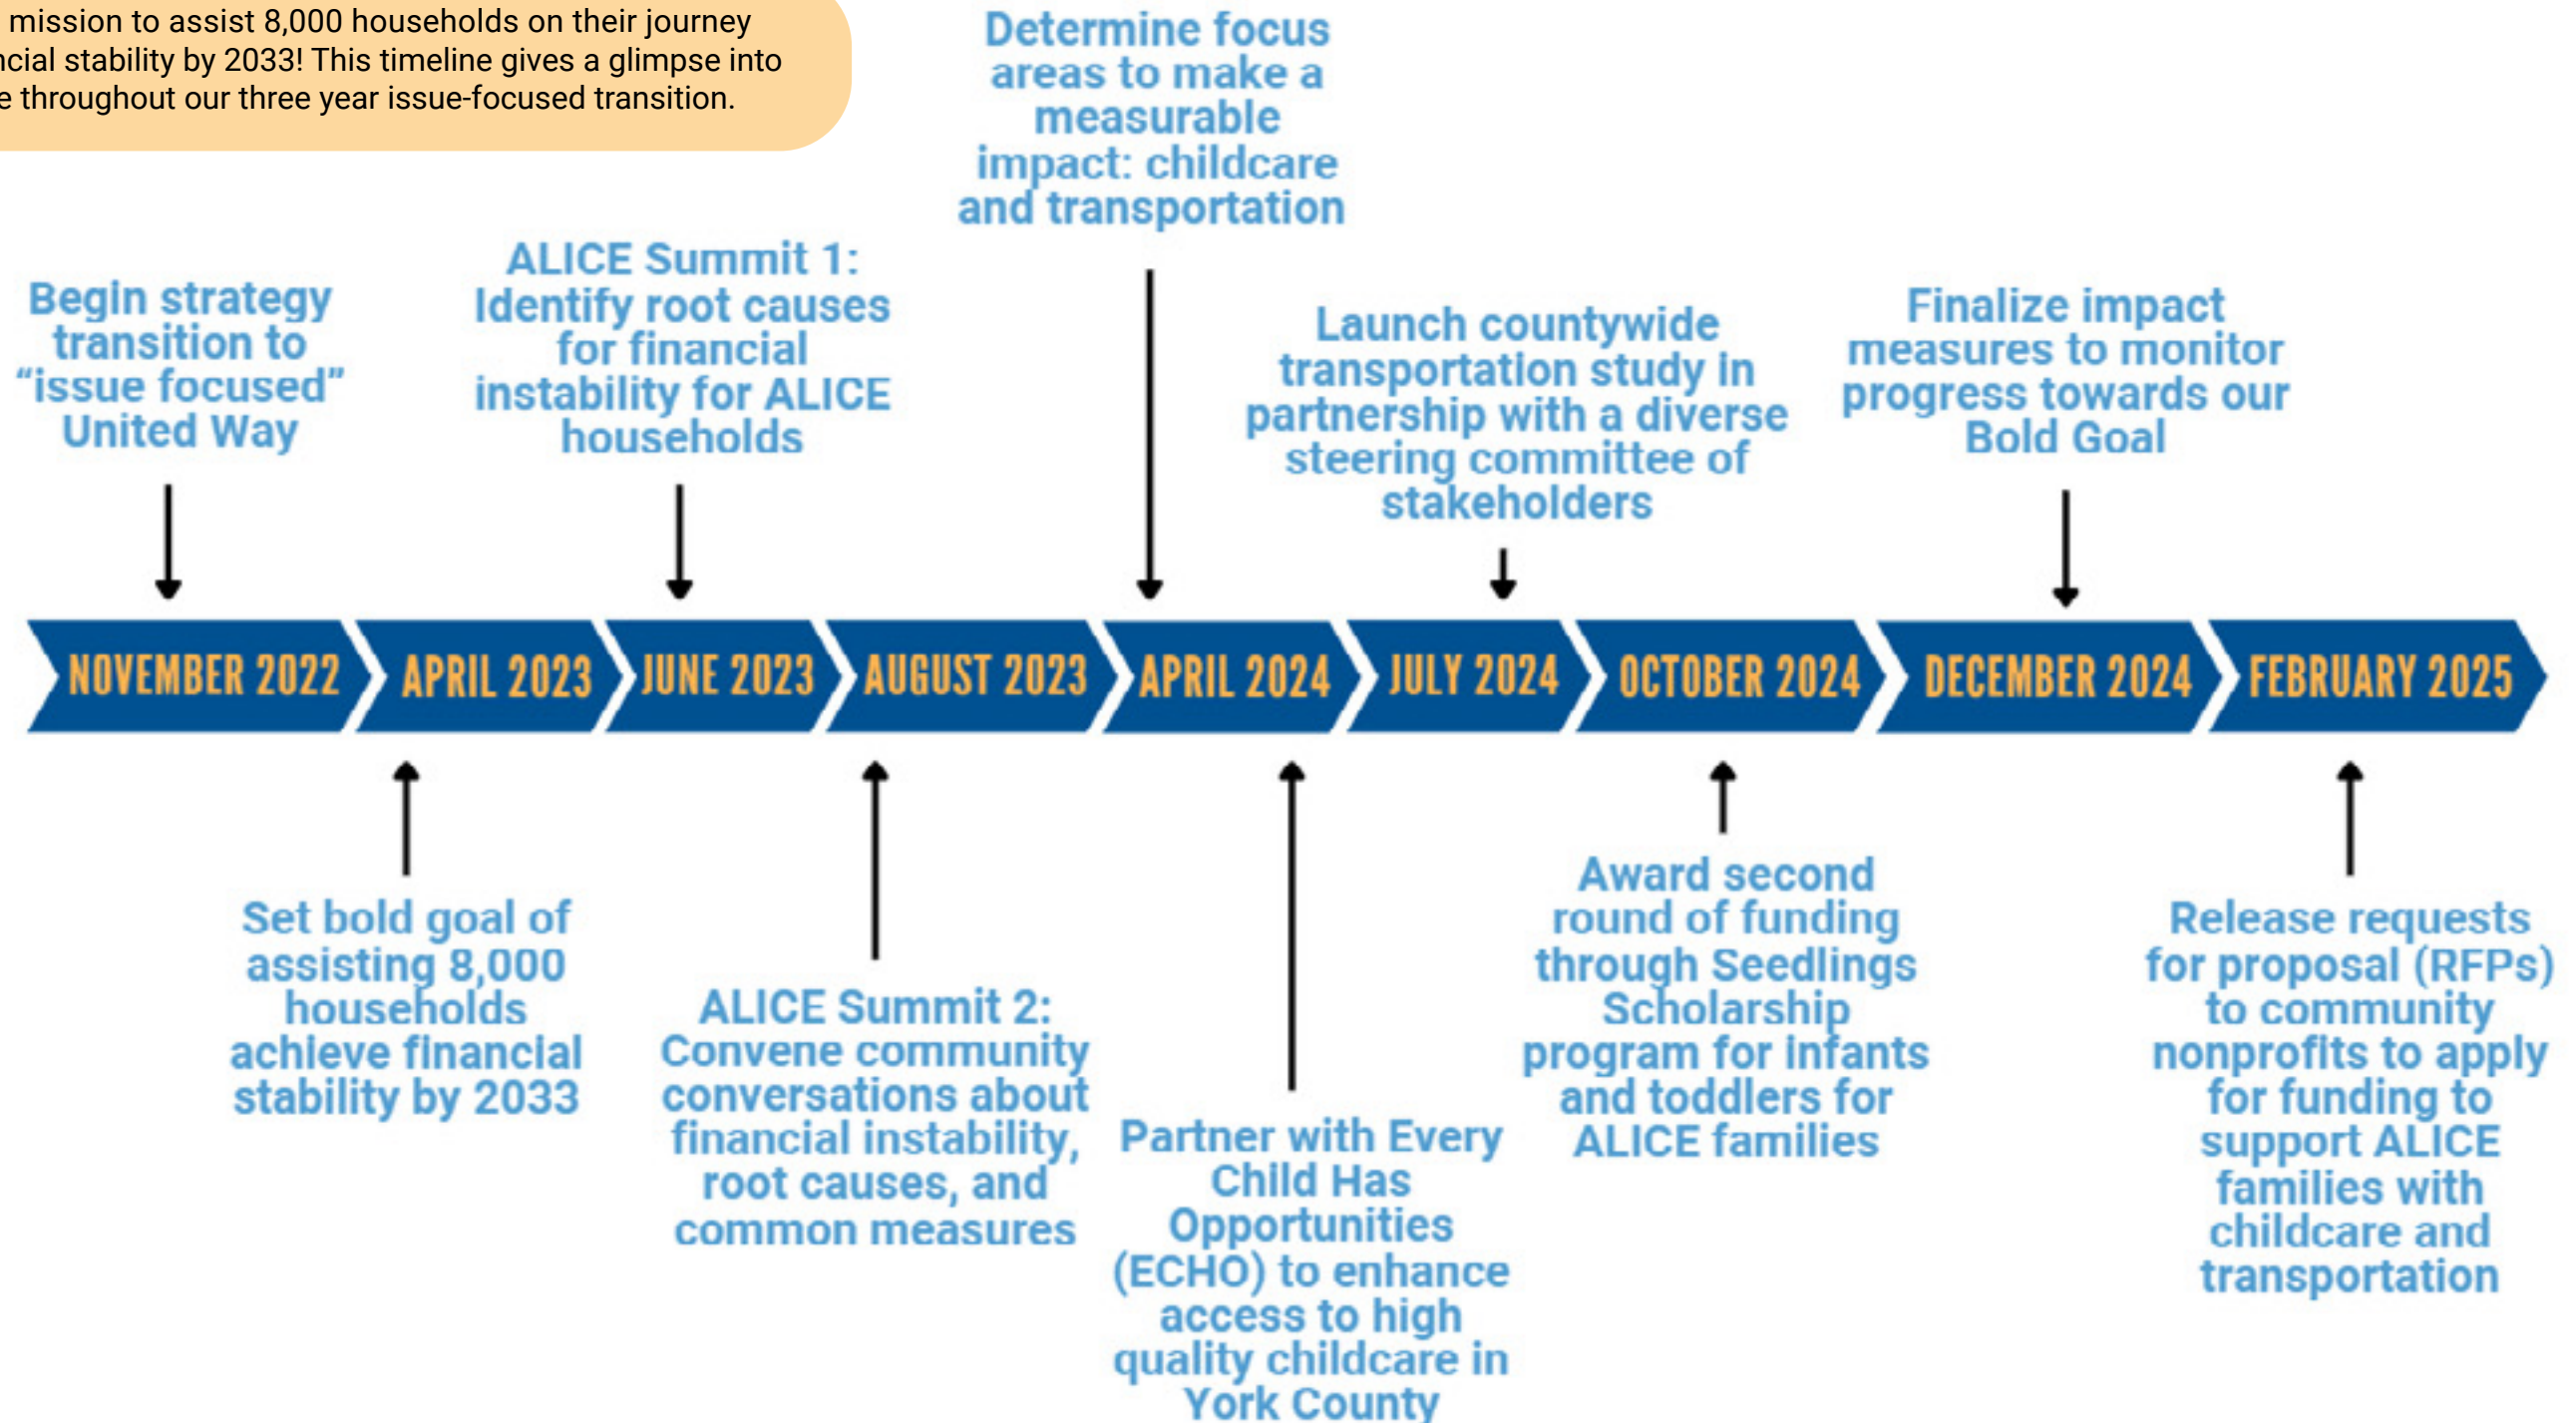 mission to assist 8,000 households on their journey
ncial stability by 2033! This timeline gives a glimpse into
e throughout our three year issue-focused transition.
Begin strategy
transition to
“issue focused”
United Way
ALICE Summit 1:
Identify root causes
for financial
instability for ALICE
households
Determine focus
areas to make a
measurable
impact: childcare
and transportation
Launch countywide
transportation study in
partnership with a diverse
steering committee of
stakeholders
Finalize impact
measures to monitor
progress towards our
Bold Goal
NOVEMBER 2022
APRIL 2023
JUNE 2023
AUGUST 2023
APRIL 2024
JULY 2024
OCTOBER 2024
DECEMBER 2024
FEBRUARY 2025
Set bold goal of
assisting 8,000
households
achieve financial
stability by 2033
ALICE Summit 2:
Convene community
conversations about
financial instability,
root causes, and
common measures
Partner with Every
Child Has
Opportunities
(ECHO) to enhance
access to high
quality childcare in
York County
Award second
round of funding
through Seedlings
Scholarship
program for infants
and toddlers for
ALICE families
Release requests
for proposal (RFPs)
to community
nonprofits to apply
for funding to
support ALICE
families with
childcare and
transportation